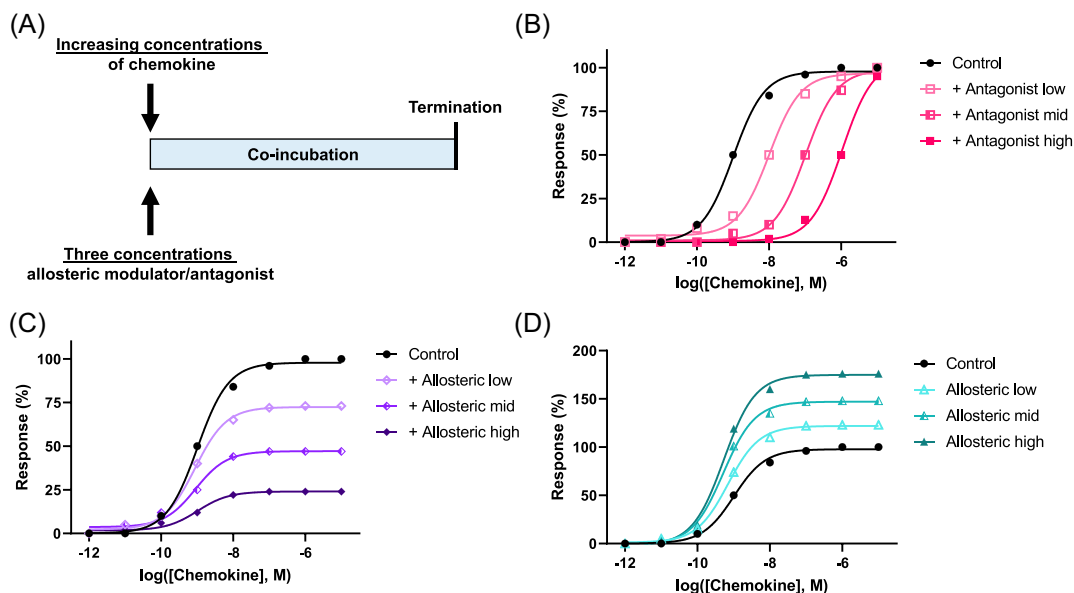 (A)
Increasing concentrations
of chemokine
Termination
Co-incubation
Three concentrations
allosteric modulator/antagonist
(B)
Response (%)
100
75
50
25
0
-12
-10
-8
-6
log([Chemokine], M)
Control
+ Antagonist low
+ Antagonist mid
+ Antagonist high
(C)
Response (%)
100
75
50
25
0
-12
-10
-8
-6
log([Chemokine], M)
Control
+ Allosteric low
+ Allosteric mid
+ Allosteric high
(D)
Response (%)
200
150
100
50
0
-12
-10
-8
-6
log([Chemokine], M)
Control
Allosteric low
Allosteric mid
Allosteric high